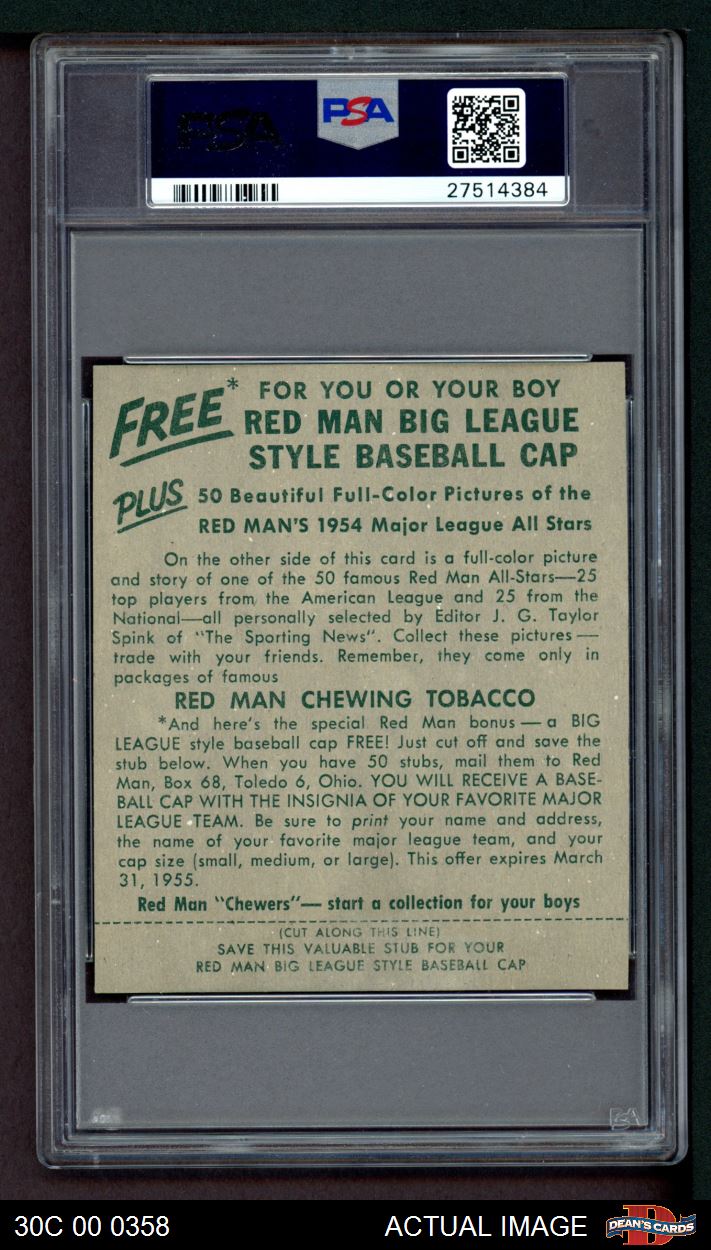 PSA
PSA
27514384
FREE* FOR YOU OR YOUR BOY
RED MAN BIG LEAGUE
STYLE BASEBALL CAP
PLUS 50 Beautiful Full-Color Pictures of the
RED MAN'S 1954 Major League All Stars
On the other side of this card is a full-color picture
and story of one of the 50 famous Red Man All-Stars—25
top players from the American League and 25 from the
National—all personally selected by Editor J. G. Taylor
Spink of "The Sporting News". Collect these pictures—
trade with your friends. Remember, they come only in
packages of famous
RED MAN CHEWING TOBACCO
*And here's the special Red Man bonus—a BIG
LEAGUE style baseball cap FREE! Just cut off and save the
stub below. When you have 50 stubs, mail them to Red
Man, Box 68, Toledo 6, Ohio. YOU WILL RECEIVE A BASE-
BALL CAP WITH THE INSIGNIA OF YOUR FAVORITE MAJOR
LEAGUE TEAM. Be sure to print your name and address,
the name of your favorite major league team, and your
cap size (small, medium, or large). This offer expires March
31, 1955.
Red Man "Chewers"—start a collection for your boys
(CUT ALONG THIS LINE)
SAVE THIS VALUABLE STUB FOR YOUR
RED MAN BIG LEAGUE STYLE BASEBALL CAP
PSA
30C 00 0358 ACTUAL IMAGE DEAN'S CARDS